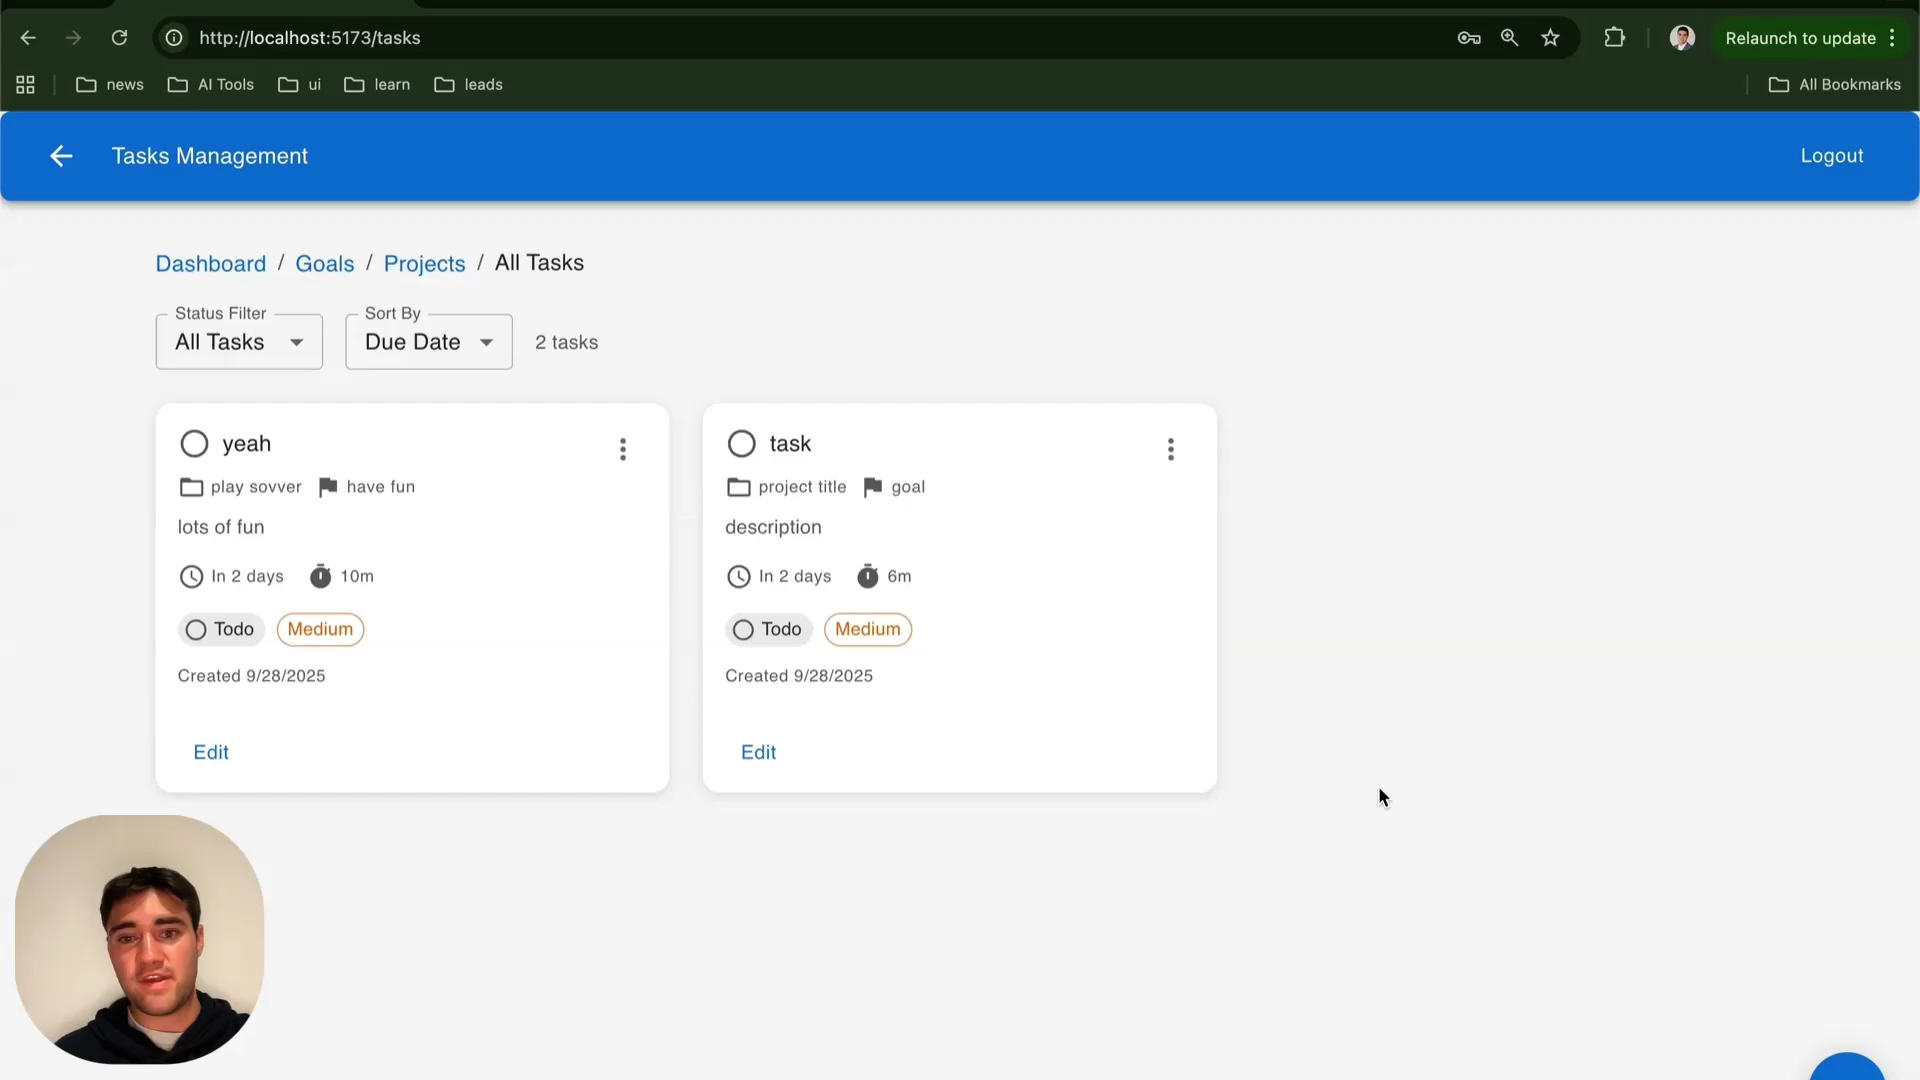 http://localhost:5173/tasks
Relaunch to update
news
AI Tools
ui
learn
leads
All Bookmarks
Tasks Management
Logout
Dashboard / Goals / Projects / All Tasks
Status Filter
All Tasks
Sort By
Due Date
2 tasks
yeah
play sovver
have fun
lots of fun
In 2 days
10m
Todo
Medium
Created 9/28/2025
Edit
task
project title
goal
description
In 2 days
6m
Todo
Medium
Created 9/28/2025
Edit